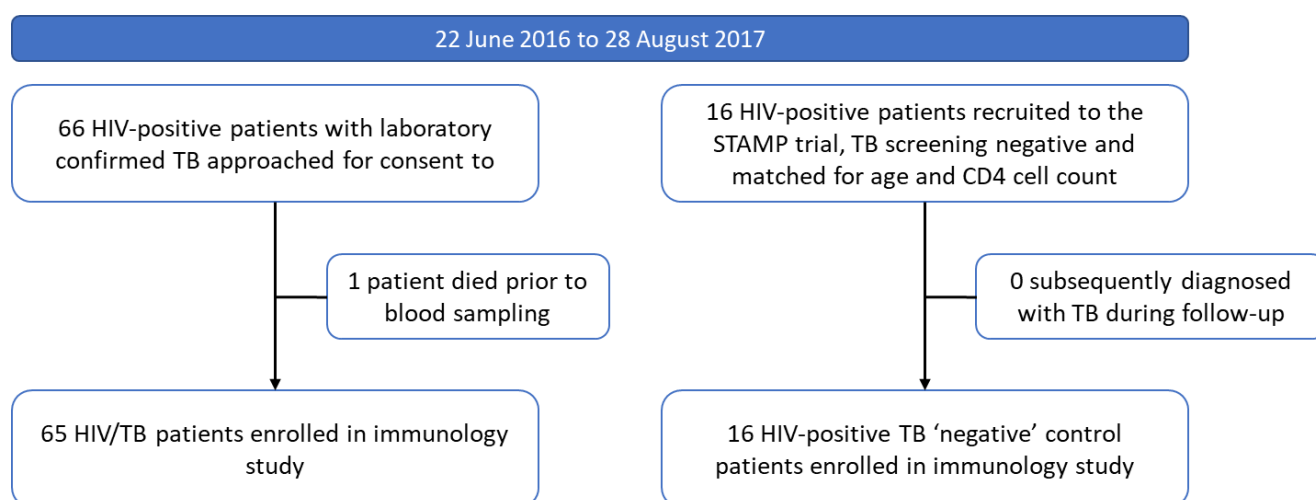 22 June 2016 to 28 August 2017
66 HIV-positive patients with laboratory
confirmed TB approached for consent to
16 HIV-positive patients recruited to the
STAMP trial, TB screening negative and
matched for age and CD4 cell count
1 patient died prior to
blood sampling
0 subsequently diagnosed
with TB during follow-up
65 HIV/TB patients enrolled in immunology
study
16 HIV-positive TB ‘negative’ control
patients enrolled in immunology study